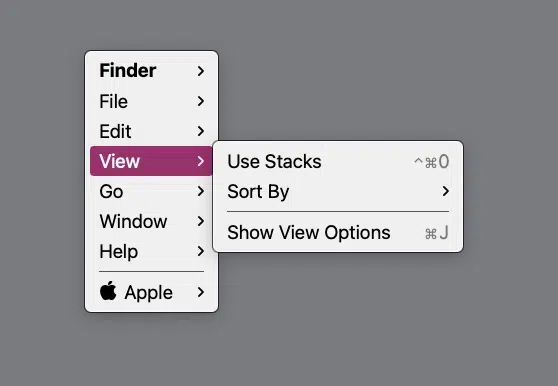 Finder
File
Edit
View
Go
Window
Help
Apple
Use Stacks ^⌘0
Sort By
Show View Options ⌘J